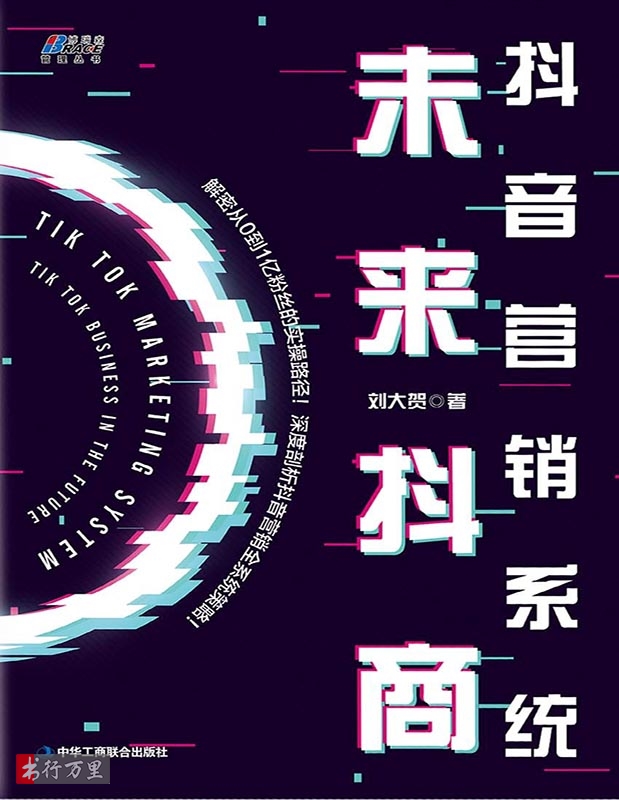 博瑞森
BRACE
管理丛书
抖音营销系统
未来抖商
刘大贺◎著
解密从0到1亿粉丝的实操路径！深度剖析抖音营销全系统策略！
TIK TOK MARKETING SYSTEM
TIK TOK BUSINESS IN THE FUTURE
中华工商联合出版社
书行万里